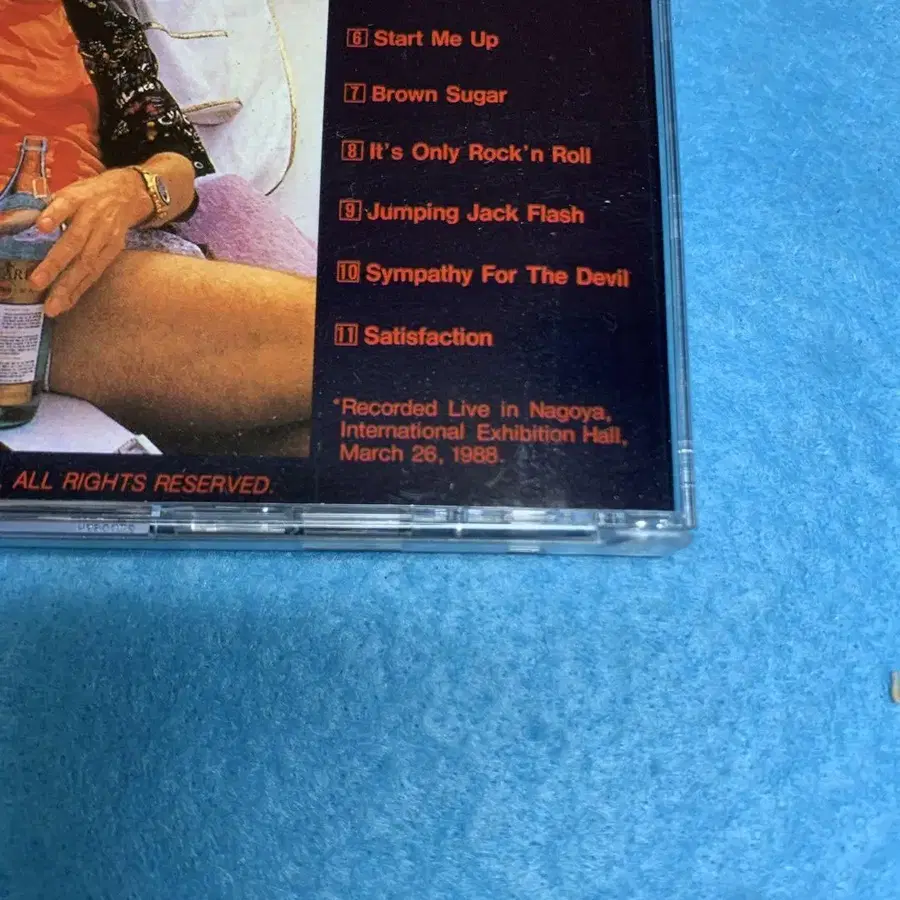 6 Start Me Up
7 Brown Sugar
8 It's Only Rock'n Roll
9 Jumping Jack Flash
10 Sympathy For The Devil
11 Satisfaction
*Recorded Live in Nagoya,
International Exhibition Hall,
March 26, 1988.
ALL RIGHTS RESERVED.